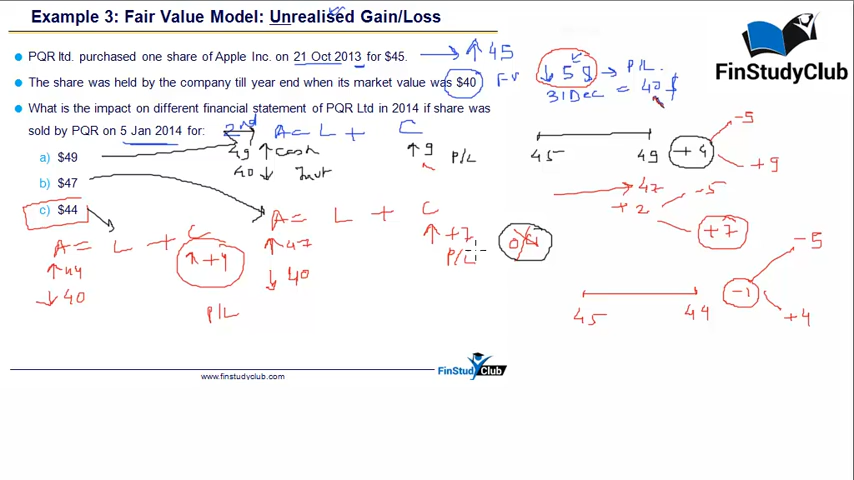 Example 3: Fair Value Model: Unrealised Gain/Loss
PQR ltd. purchased one share of Apple Inc. on 21 Oct 2013 for $45.
→ ↑ 45
The share was held by the company till year end when its market value was $40
FV
↓ 5 $ → P/L.
31 Dec = 40 $
What is the impact on different financial statement of PQR Ltd in 2014 if share was
sold by PQR on 5 Jan 2014 for:
2nd A = L + C
a) $49
49 ↑ Cash
↑ 9 P/L
40 ↓ Invt
b) $47
c) $44
A = L + C
↑ 47
↑ +7
↓ 40
P/L
A = L + C
↑ 44
↑ +4
↓ 40
P/L
45 49 +4
-5
+9
47
+2
-5
+7
45 44 -1
-5
+4
FinStudyClub
FinStudyClub
www.finstudyclub.com